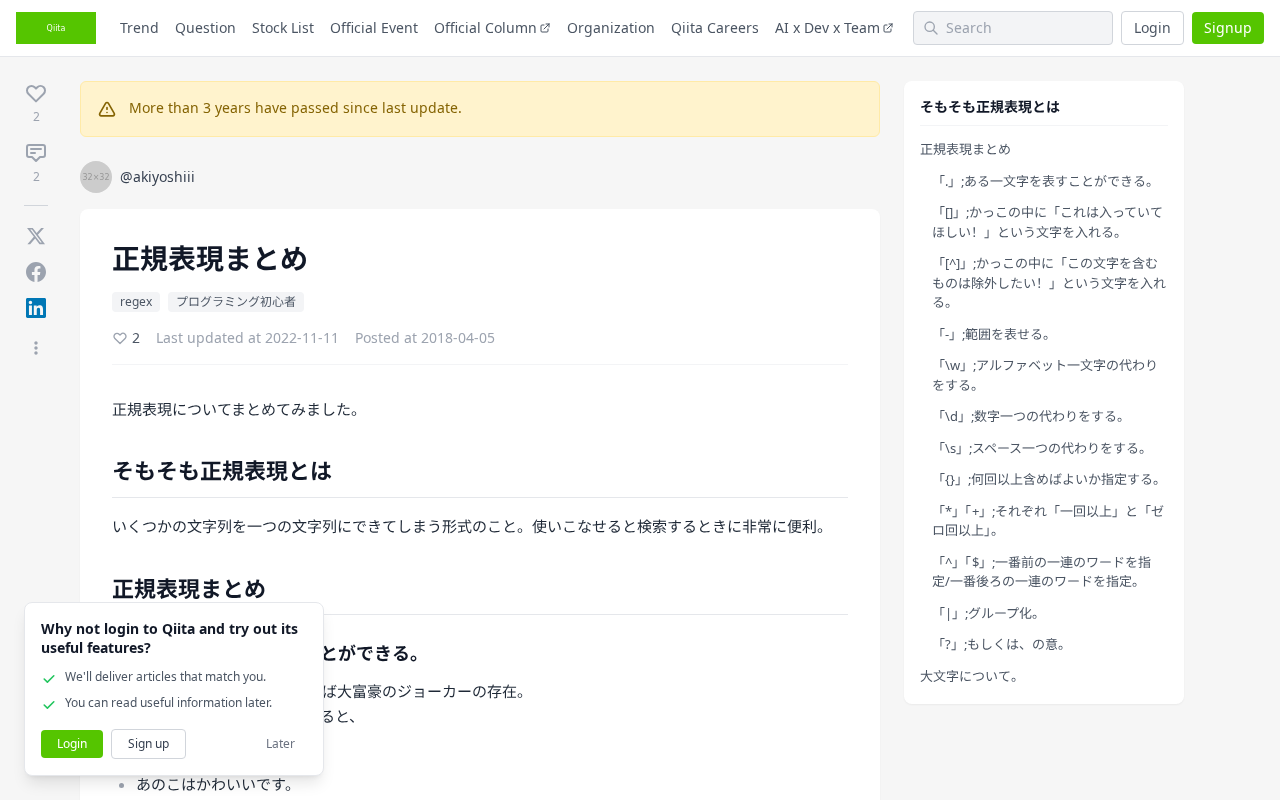 Qiita
Trend
Question
Stock List
Official Event
Official Column
Organization
Qiita Careers
AI x Dev x Team
Search
Login
Signup
2
2
More than 3 years have passed since last update.
32×32
@akiyoshiii
正規表現まとめ
regex
プログラミング初心者
2
Last updated at 2022-11-11
Posted at 2018-04-05
正規表現についてまとめてみました。
そもそも正規表現とは
いくつかの文字列を一つの文字列にできてしまう形式のこと。使いこなせると検索するときに非常に便利。
正規表現まとめ
とができる。
ば大富豪のジョーカーの存在。
ると、
あのこはかわいいです。
Why not login to Qiita and try out its
useful features?
We'll deliver articles that match you.
You can read useful information later.
Login
Sign up
Later
そもそも正規表現とは
正規表現まとめ
「.」;ある一文字を表すことができる。
「[]」;かっこの中に「これは入っていて
ほしい！」という文字を入れる。
「[^]」;かっこの中に「この文字を含む
ものは除外したい！」という文字を入れ
る。
「-」;範囲を表せる。
「\w」;アルファベット一文字の代わり
をする。
「\d」;数字一つの代わりをする。
「\s」;スペース一つの代わりをする。
「{}」;何回以上含めばよいか指定する。
「*」「+」;それぞれ「一回以上」と「ゼ
ロ回以上」。
「^」「$」;一番前の一連のワードを指
定/一番後ろの一連のワードを指定。
「|」;グループ化。
「?」;もしくは、の意。
大文字について。